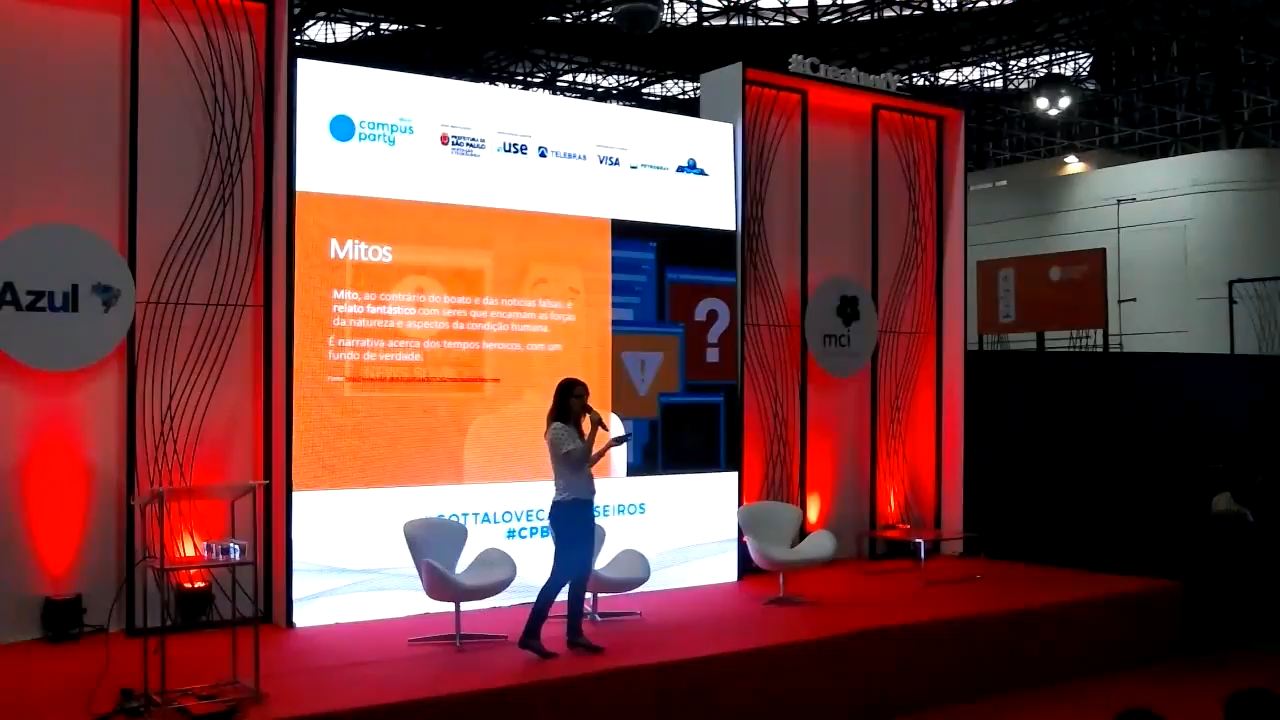 #Creativity
campus
party
PREFEITURA DE
SÃO PAULO
use
TELEBRAS
VISA
PETROBRAS
Azul
mci
Mitos
Mito, ao contrário do boato e das notícias falsas, é
relato fantástico com seres que encarnam as forças
da natureza e aspectos da condição humana.
É narrativa acerca dos tempos heroicos, com um
fundo de verdade.
?
!
OTTALOVECA SEIROS
#CPB